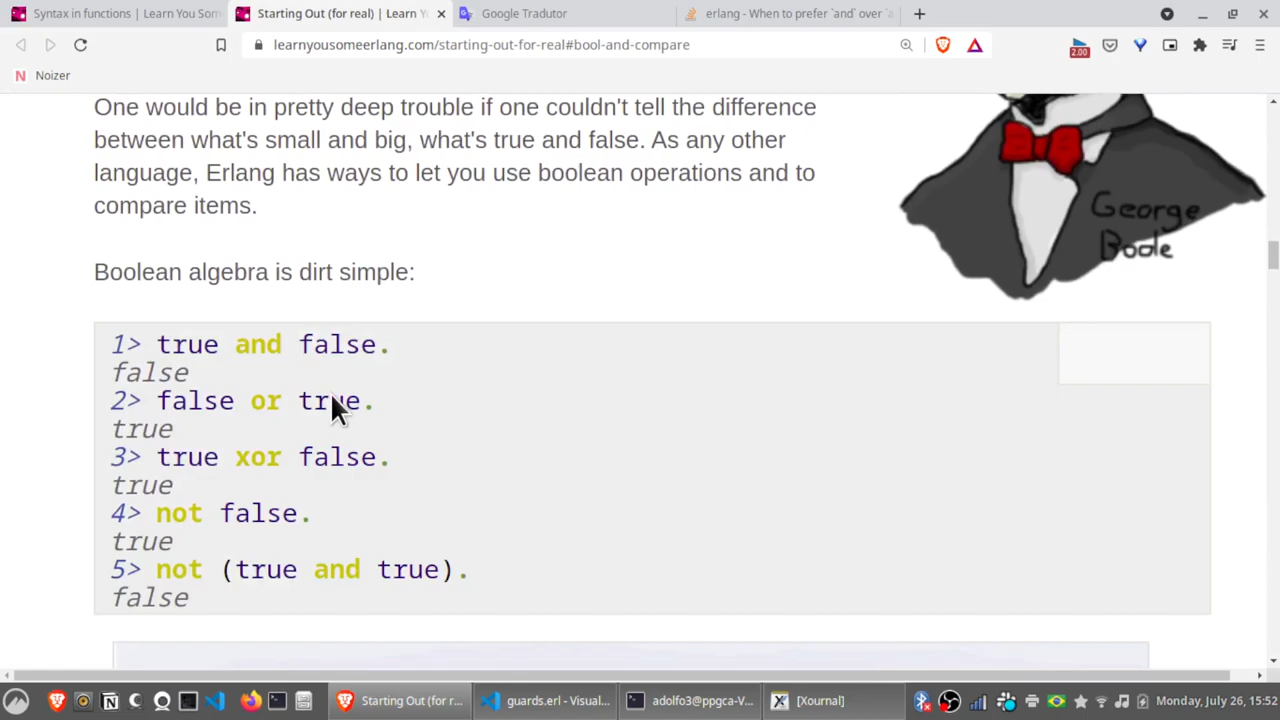 Syntax in functions | Learn You Som
Starting Out (for real) | Learn Y
Google Tradutor
erlang - When to prefer `and` over `a
learnyousomeerlang.com/starting-out-for-real#bool-and-compare
2.00
N Noizer
One would be in pretty deep trouble if one couldn't tell the difference
between what's small and big, what's true and false. As any other
language, Erlang has ways to let you use boolean operations and to
compare items.
George
Boole
Boolean algebra is dirt simple:
1> true and false.
false
2> false or true.
true
3> true xor false.
true
4> not false.
true
5> not (true and true).
false
Starting Out (for r...
guards.erl - Visual...
adolfo3@ppgca-V...
[Xournal]
Monday, July 26, 15:52